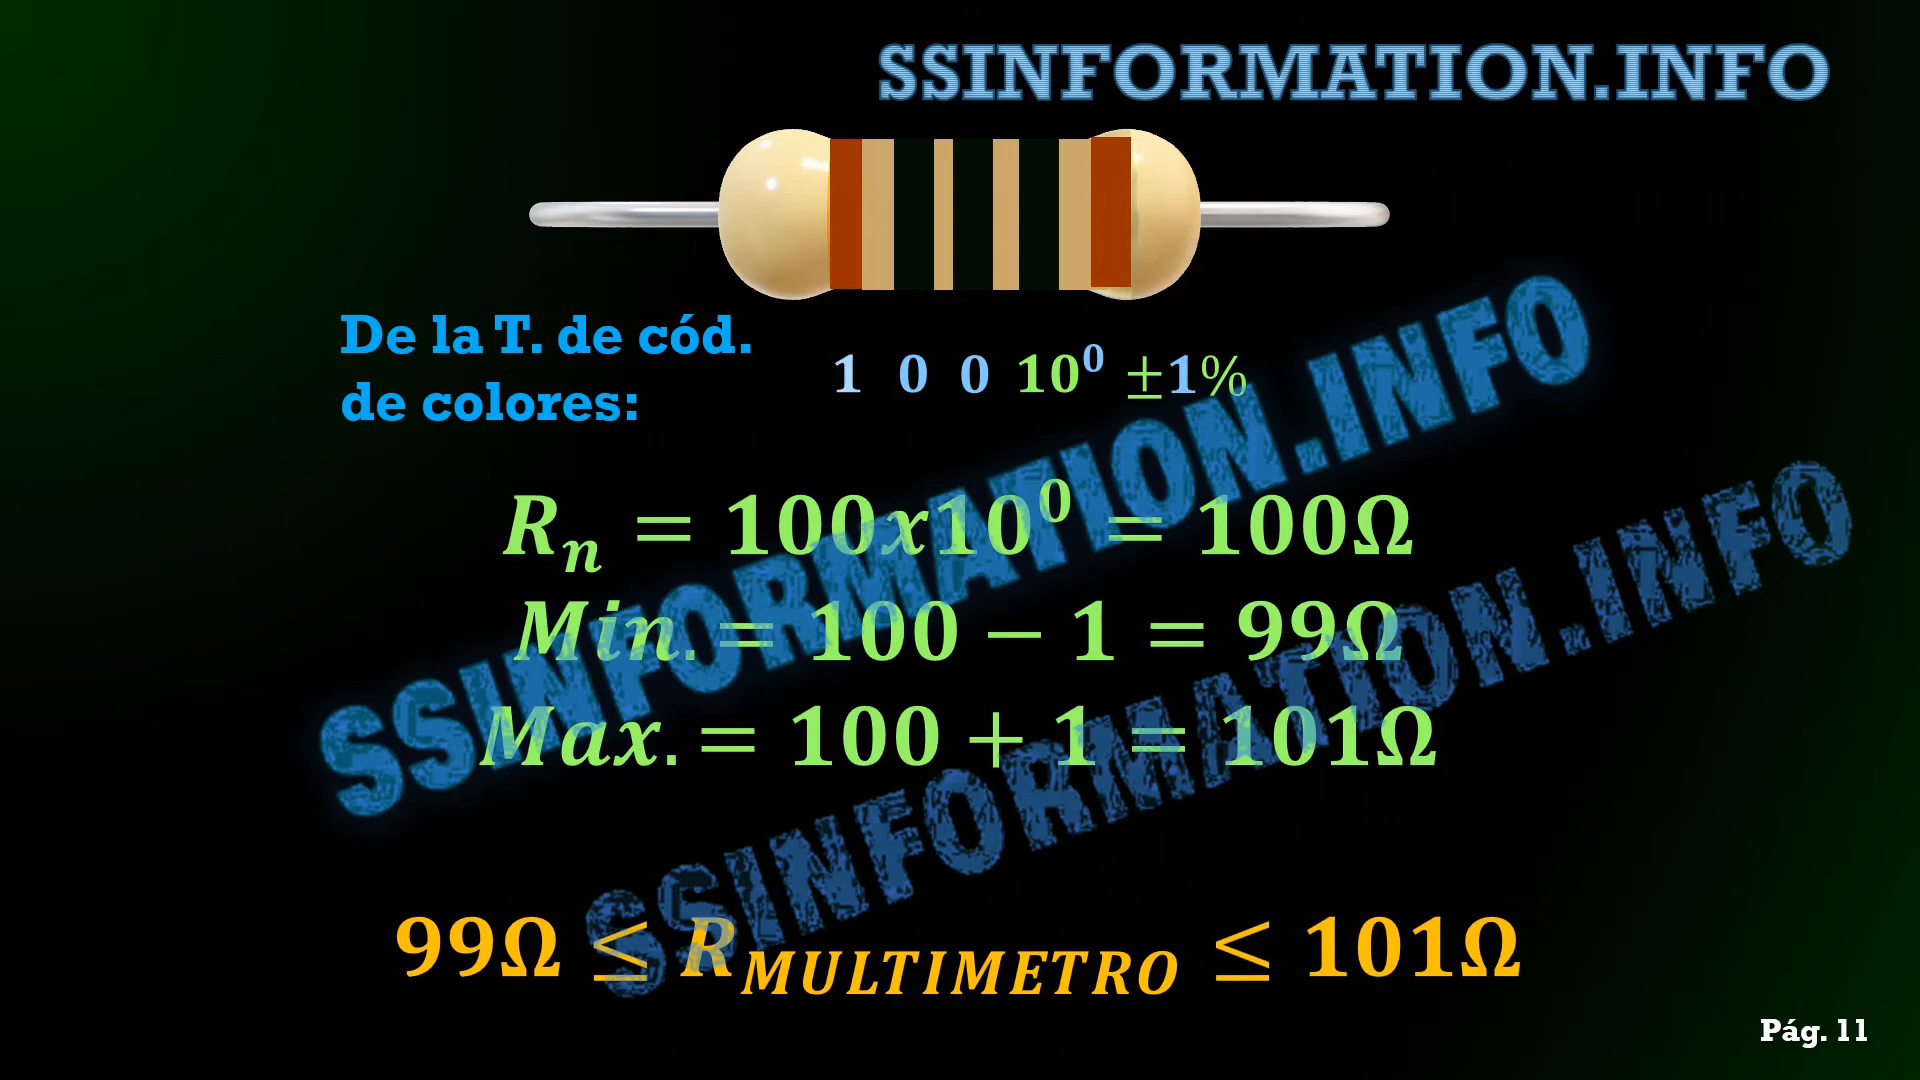 SSINFORMATION.INFO
De la T. de cód.
de colores:
1 0 0 10⁰ ±1%
Rₙ = 100x10⁰ = 100Ω
Min. = 100 − 1 = 99Ω
Max. = 100 + 1 = 101Ω
SSINFORMATION.INFO
SSINFORMATION.INFO
99Ω ≤ R_MULTIMETRO ≤ 101Ω
Pág. 11